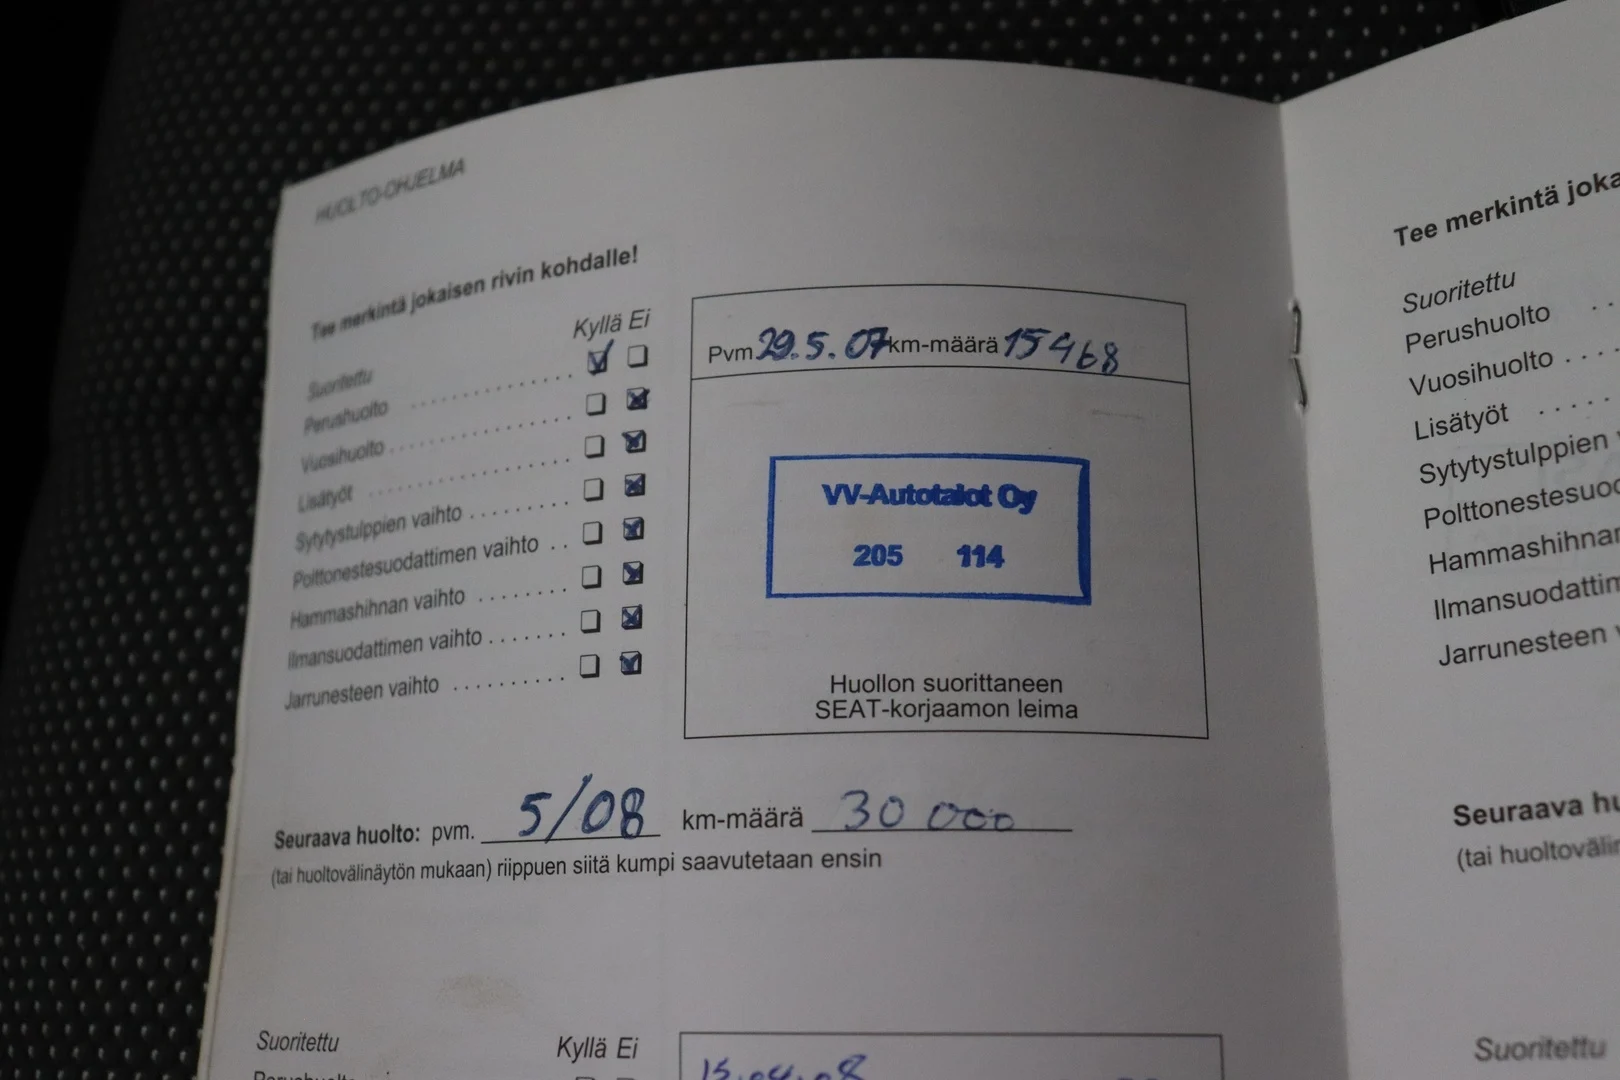 HUOLTO-OHJELMA
Tee merkintä jokaisen rivin kohdalle!
Kyllä Ei
Suoritettu
Perushuolto
Vuosihuolto
Lisätyöt
Sytytystulppien vaihto
Polttonestesuodattimen vaihto
Hammashihnan vaihto
Ilmansuodattimen vaihto
Jarrunesteen vaihto
Pvm 29.5.07 km-määrä 15468
VV-Autotalot Oy
205 114
Huollon suorittaneen
SEAT-korjaamon leima
Seuraava huolto: pvm. 5/08 km-määrä 30 000
(tai huoltovälinäytön mukaan) riippuen siitä kumpi saavutetaan ensin
Suoritettu Kyllä Ei
Perushuolto
15.04.08
Tee merkintä joka
Suoritettu
Perushuolto
Vuosihuolto
Lisätyöt
Sytytystulppien v
Polttonestesuod
Hammashihnan
Ilmansuodattim
Jarrunesteen v
Seuraava hu
(tai huoltovälin
Suoritettu